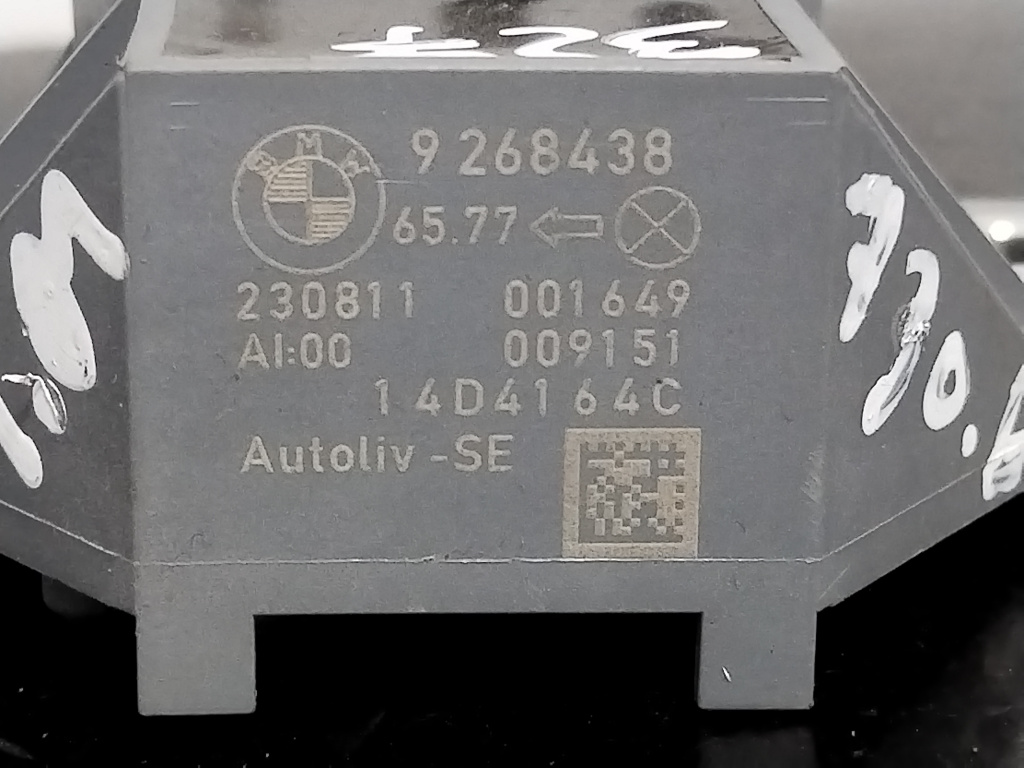 BMW
9 268438
65.77
230811 001649
AI:00 009151
14D4164C
Autoliv -SE